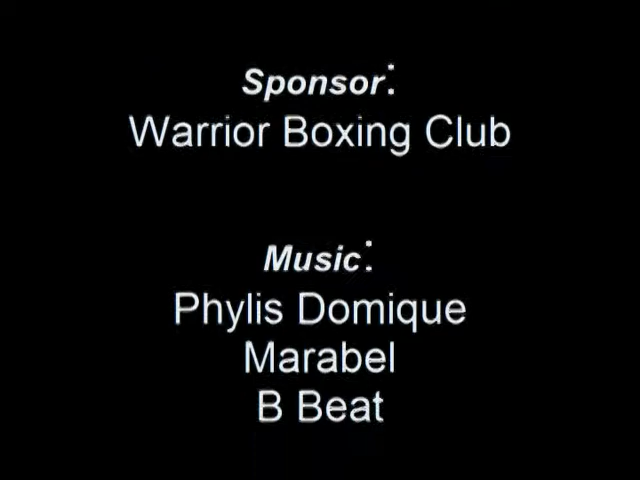 Sponsor:
Warrior Boxing Club
Music:
Phylis Domique
Marabel
B Beat